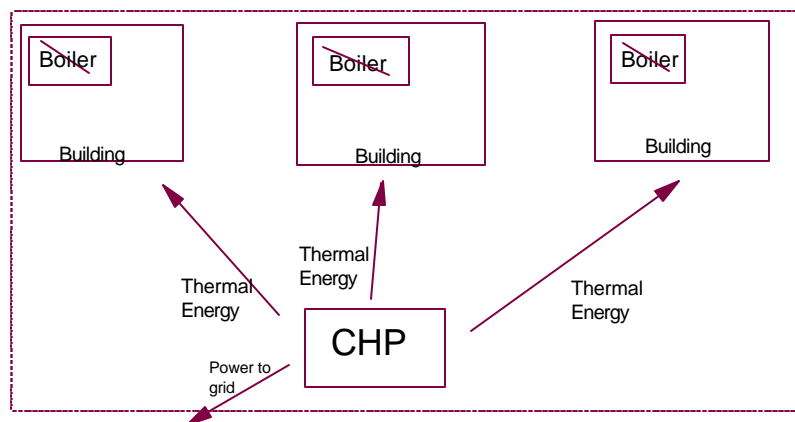 Boiler
Boiler
Boiler
Building
Building
Building
Thermal
Energy
Thermal
Energy
Thermal
Energy
CHP
Power to
grid